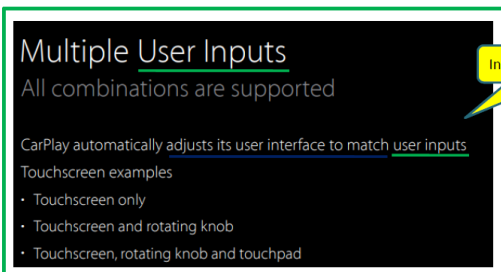 Multiple User Inputs
In
All combinations are supported
CarPlay automatically adjusts its user interface to match user inputs
Touchscreen examples
• Touchscreen only
• Touchscreen and rotating knob
• Touchscreen, rotating knob and touchpad